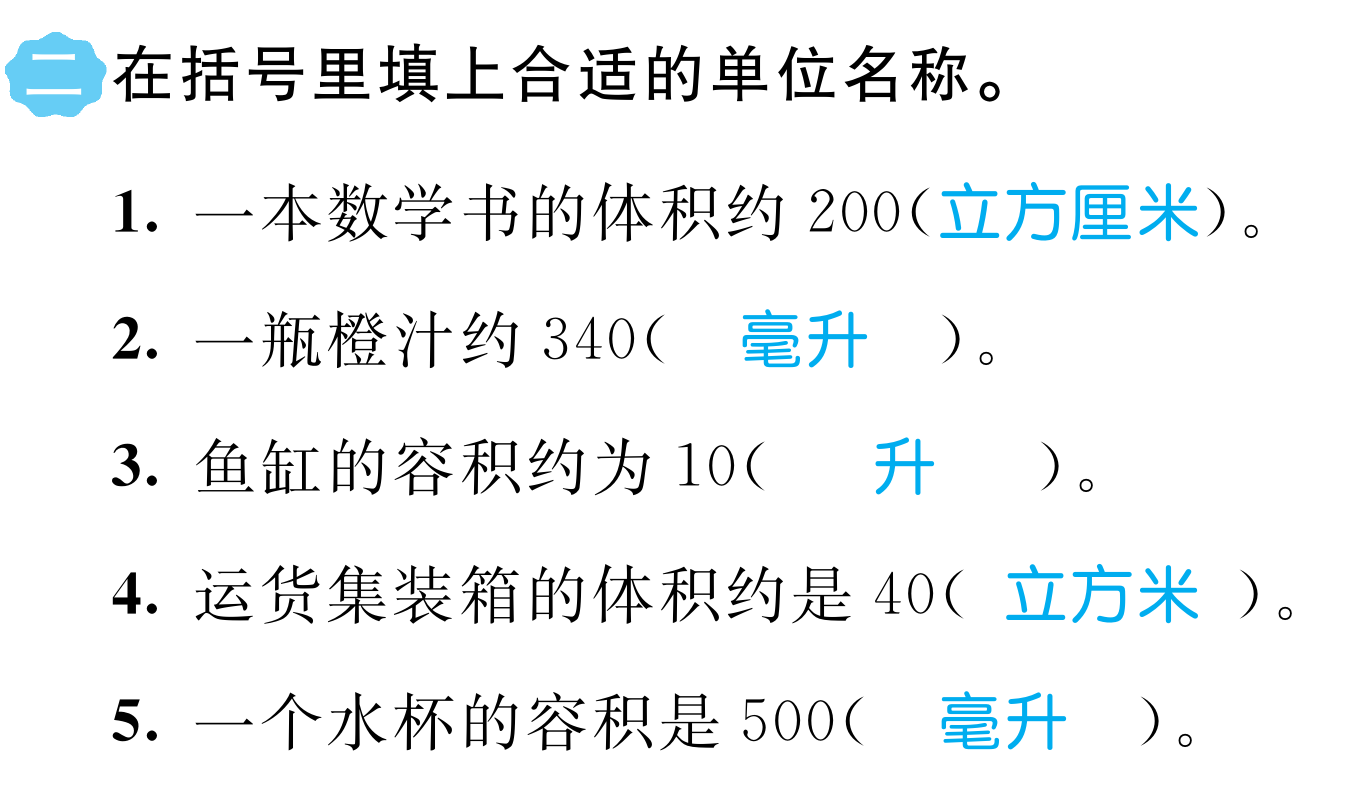 二 在括号里填上合适的单位名称。
1. 一本数学书的体积约 200(立方厘米)。
2. 一瓶橙汁约 340( 毫升 )。
3. 鱼缸的容积约为 10( 升 )。
4. 运货集装箱的体积约是 40( 立方米 )。
5. 一个水杯的容积是 500( 毫升 )。